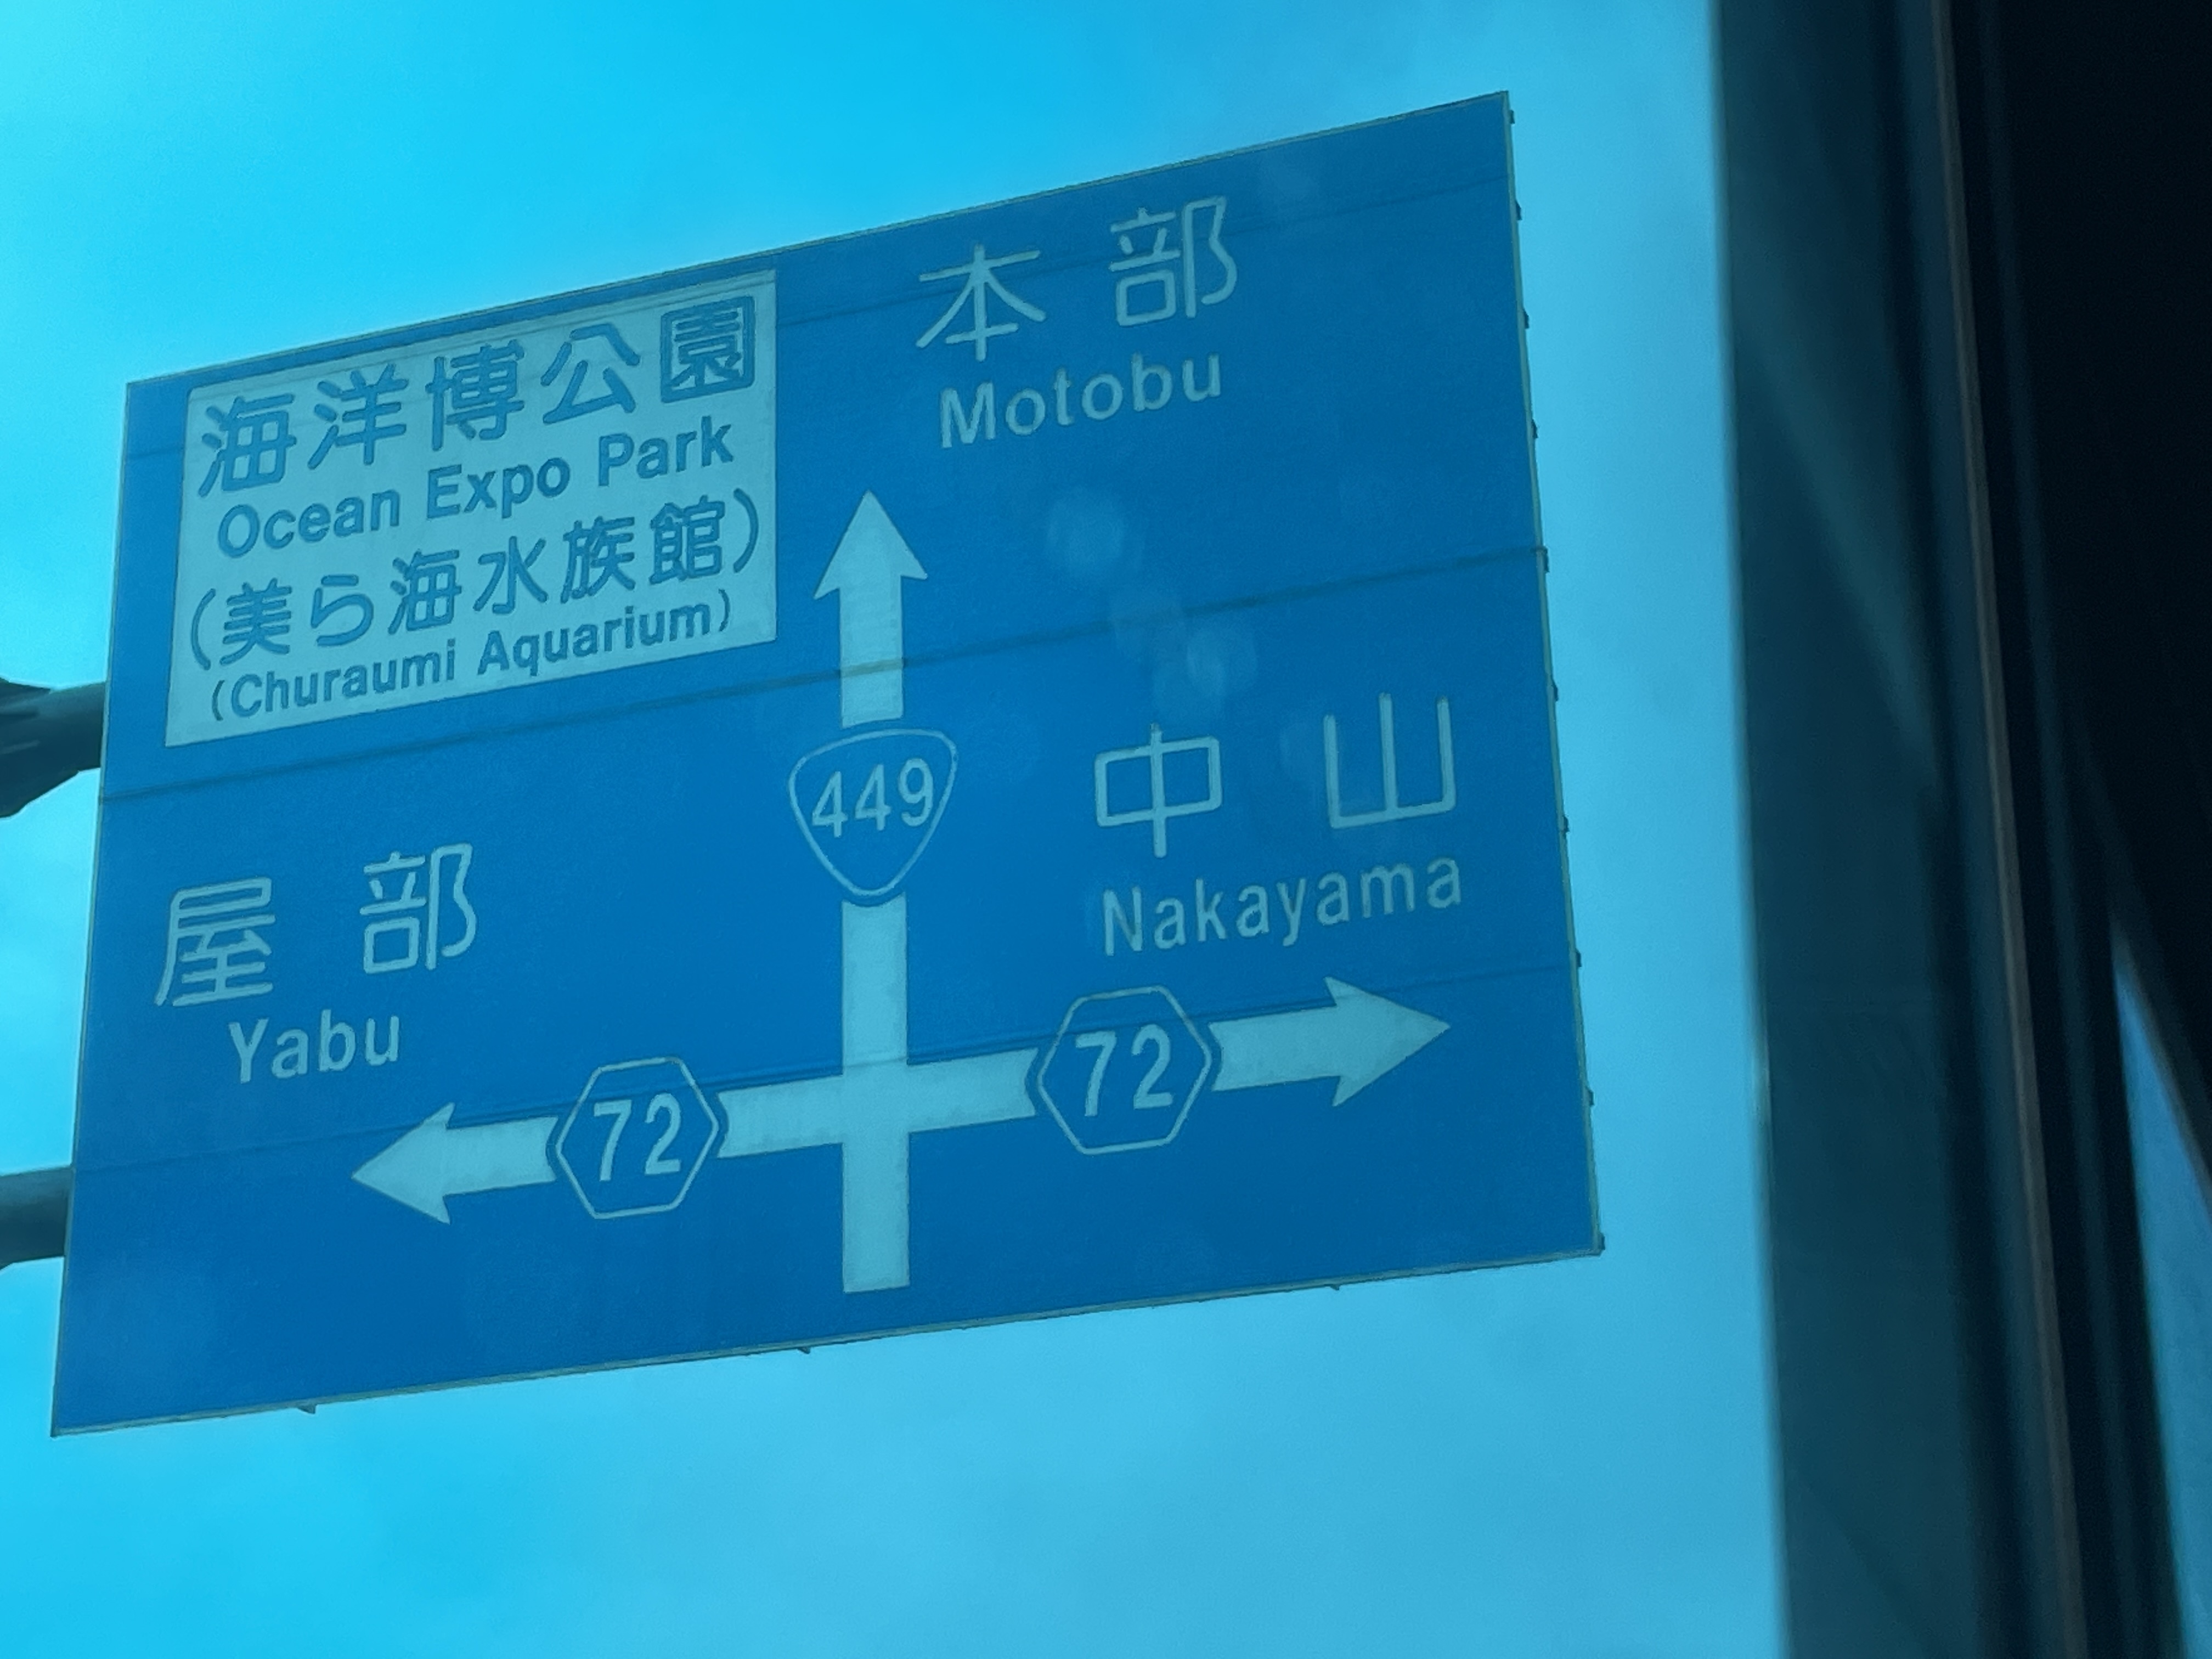 本部
Motobu
海洋博公園
Ocean Expo Park
(美ら海水族館)
(Churaumi Aquarium)
449
中山
Nakayama
屋部
Yabu
72
72